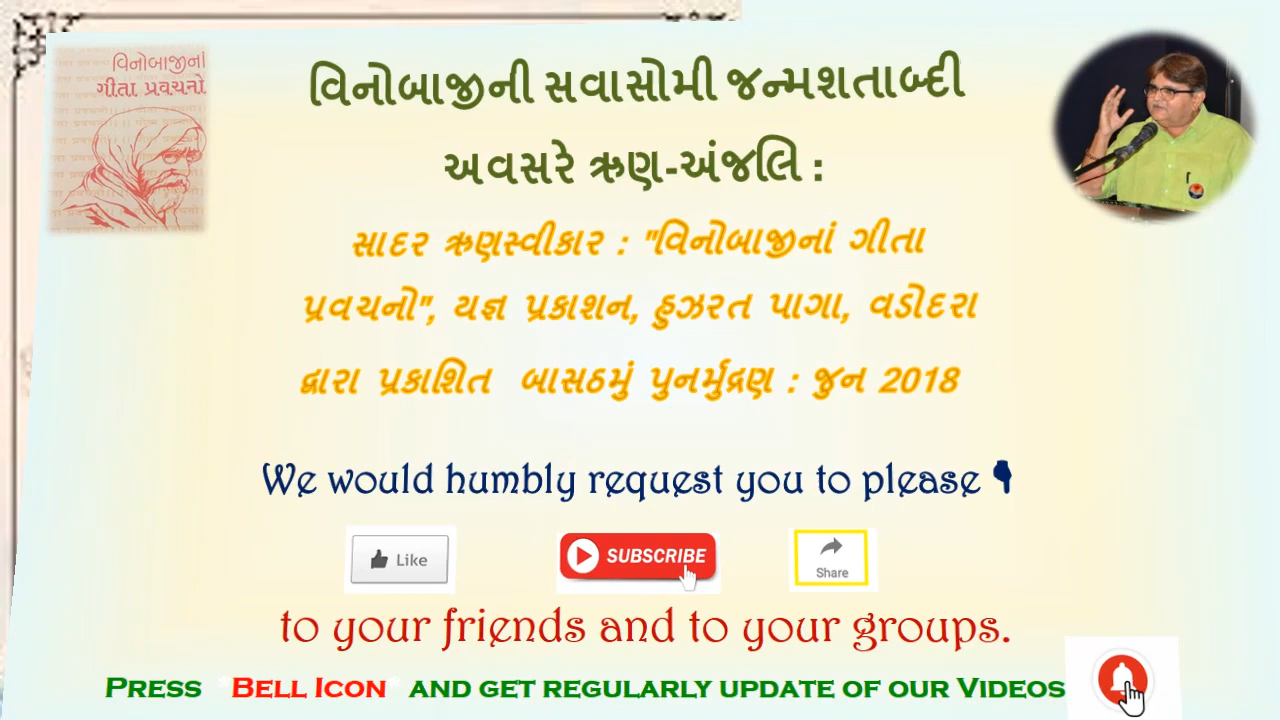 વિનોબાજીનાં
ગીતા પ્રવચનો
વિનોબાજીની સવાસોમી જન્મશતાબ્દી
અવસરે ઋણ-અંજલિ :
સાદર ઋણસ્વીકાર : "વિનોબાજીનાં ગીતા
પ્રવચનો", યજ્ઞ પ્રકાશન, હુઝરત પાગા, વડોદરા
દ્વારા પ્રકાશિત બાસઠમું પુનર્મુદ્રણ : જુન 2018
We would humbly request you to please 👇
Like
SUBSCRIBE
Share
to your friends and to your groups.
PRESS "BELL ICON" AND GET REGULARLY UPDATE OF OUR VIDEOS